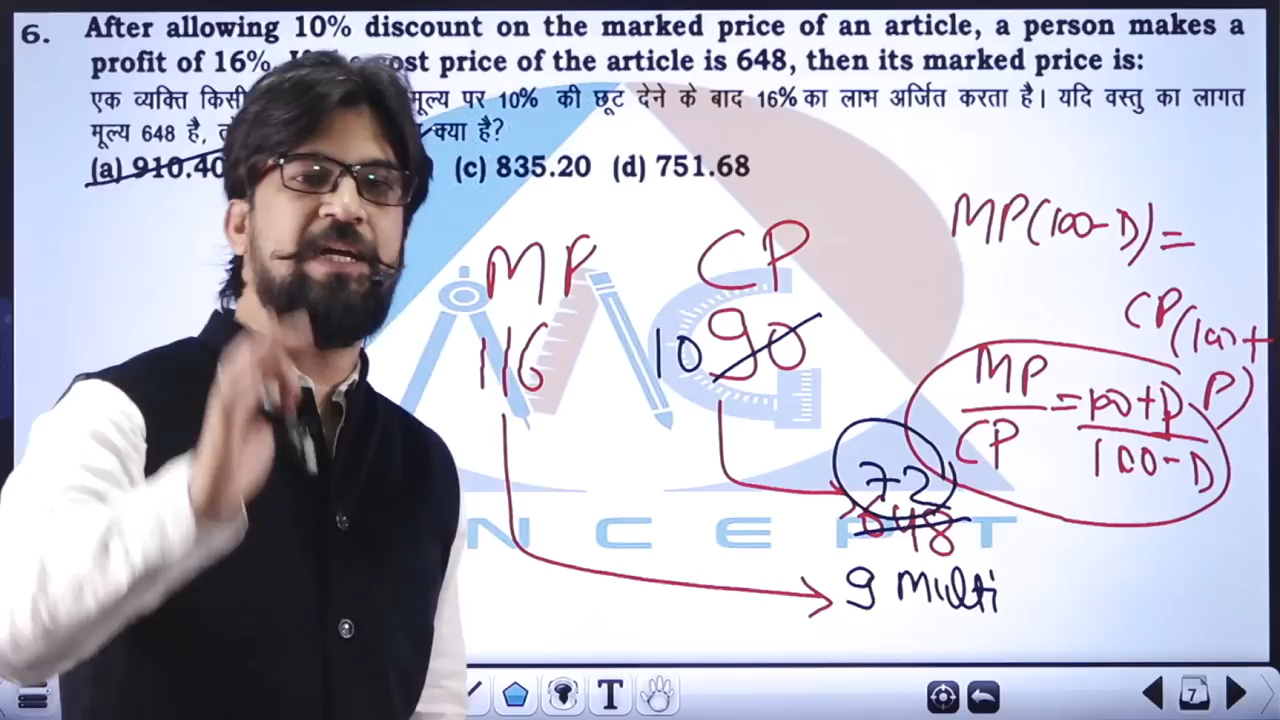 6. After allowing 10% discount on the marked price of an article, a person makes a
profit of 16%. cost price of the article is 648, then its marked price is:
एक व्यक्ति किसी मूल्य पर 10% की छूट देने के बाद 16% का लाभ अर्जित करता है। यदि वस्तु का लागत
मूल्य 648 है, क्या है?
(a) 910.40 (c) 835.20 (d) 751.68
MP(100-D)=
CP(100+P)
MP CP
116 10 90
MP/CP = 100+P/100-D
72
648
NCEPT
9 multi
T
7